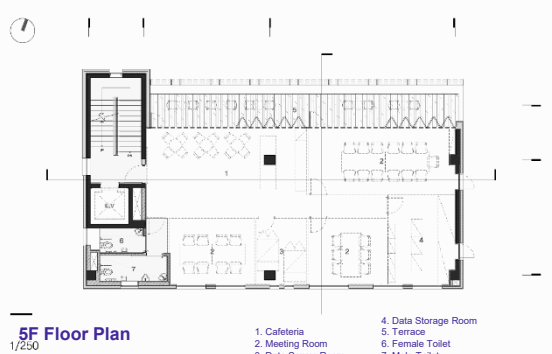 5
1
2
E.V
6
7
2
3
2
4
5F Floor Plan
1/250
1. Cafeteria
2. Meeting Room
4. Data Storage Room
5. Terrace
6. Female Toilet